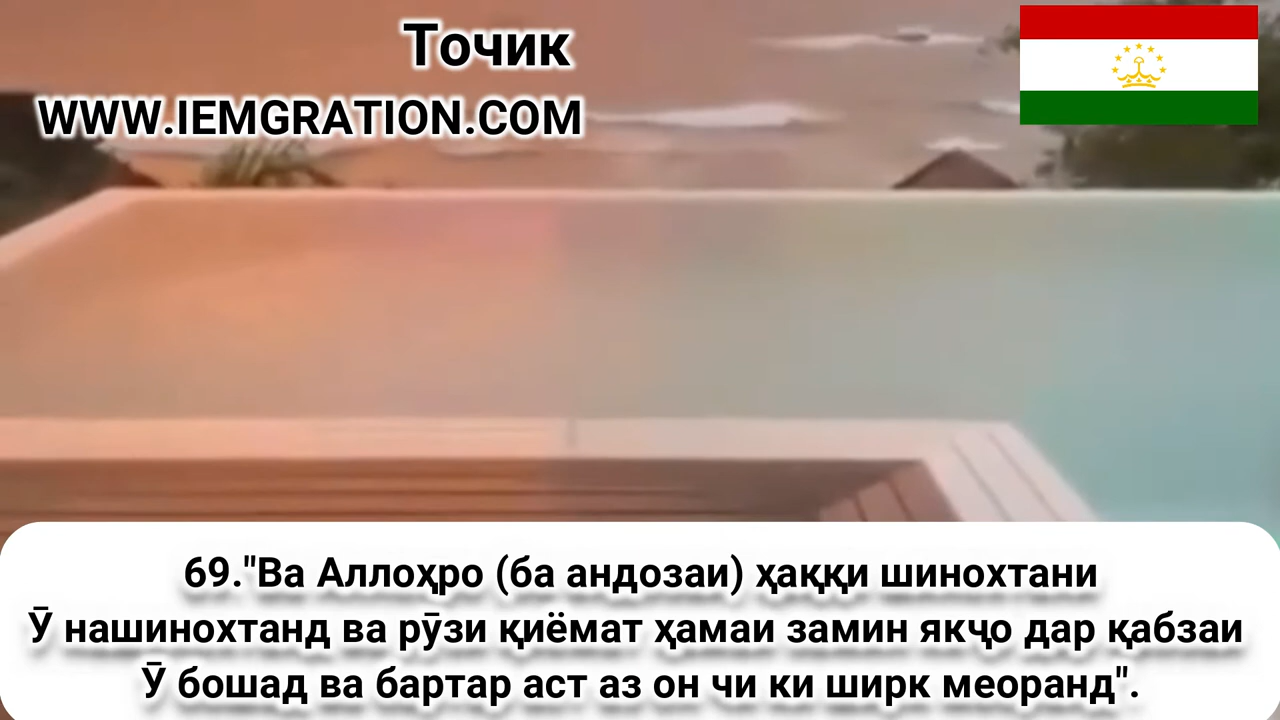 Точик
WWW.IEMGRATION.COM
69."Ва Аллоҳро (ба андозаи) ҳаққи шинохтани
Ӯ нашинохтанд ва рӯзи қиёмат ҳамаи замин якҷо дар қабзаи
Ӯ бошад ва бартар аст аз он чи ки ширк меоранд".